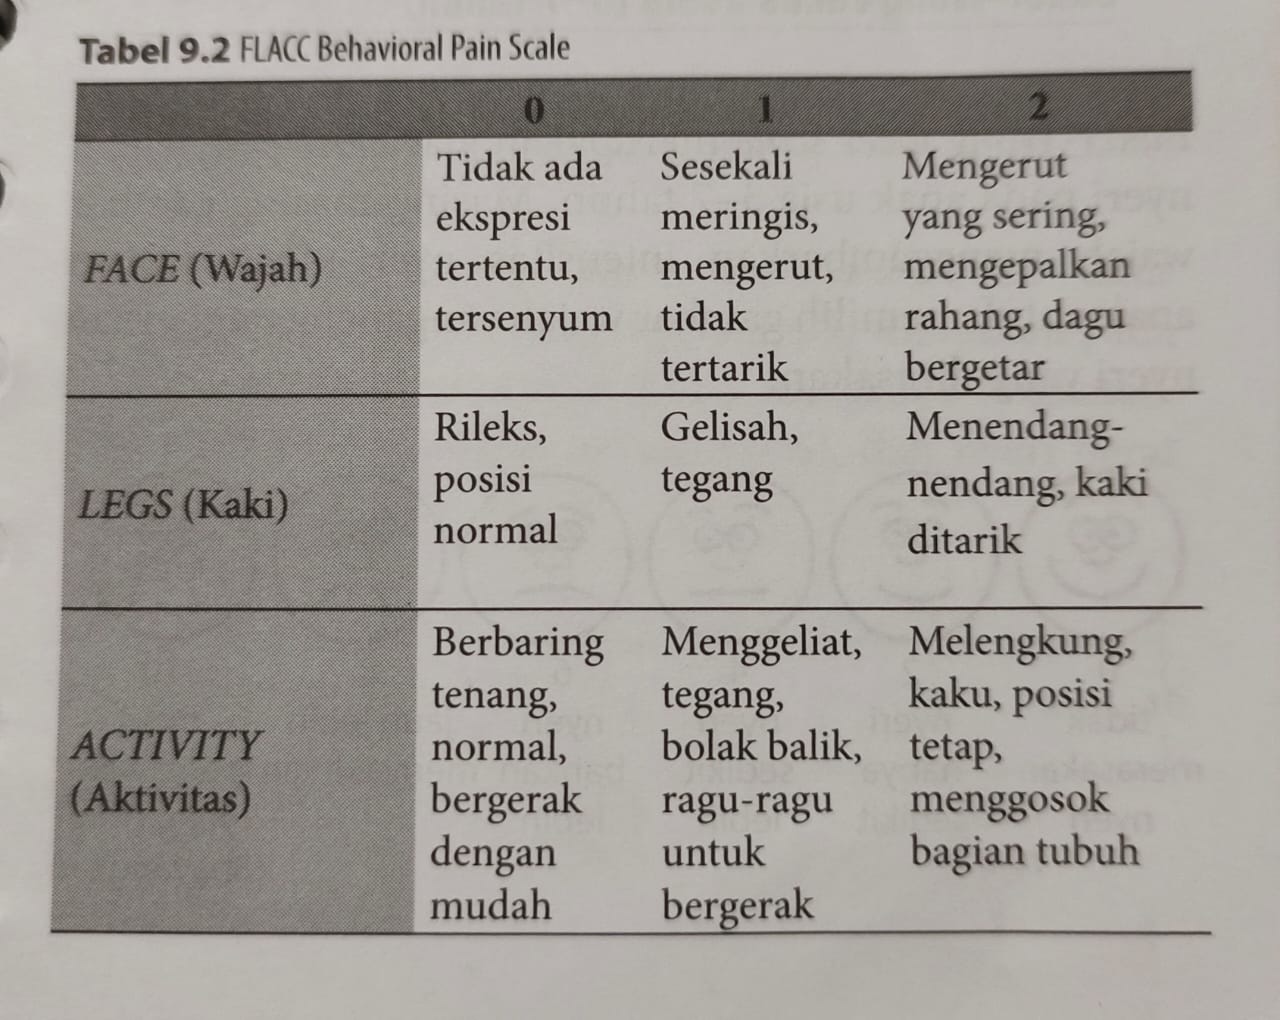 Tabel 9.2 FLACC Behavioral Pain Scale
0 1 2
FACE (Wajah)
Tidak ada
ekspresi
tertentu,
tersenyum
Sesekali
meringis,
mengerut,
tidak
tertarik
Mengerut
yang sering,
mengepalkan
rahang, dagu
bergetar
LEGS (Kaki)
Rileks,
posisi
normal
Gelisah,
tegang
Menendang-
nendang, kaki
ditarik
ACTIVITY
(Aktivitas)
Berbaring
tenang,
normal,
bergerak
dengan
mudah
Menggeliat,
tegang,
bolak balik,
ragu-ragu
untuk
bergerak
Melengkung,
kaku, posisi
tetap,
menggosok
bagian tubuh